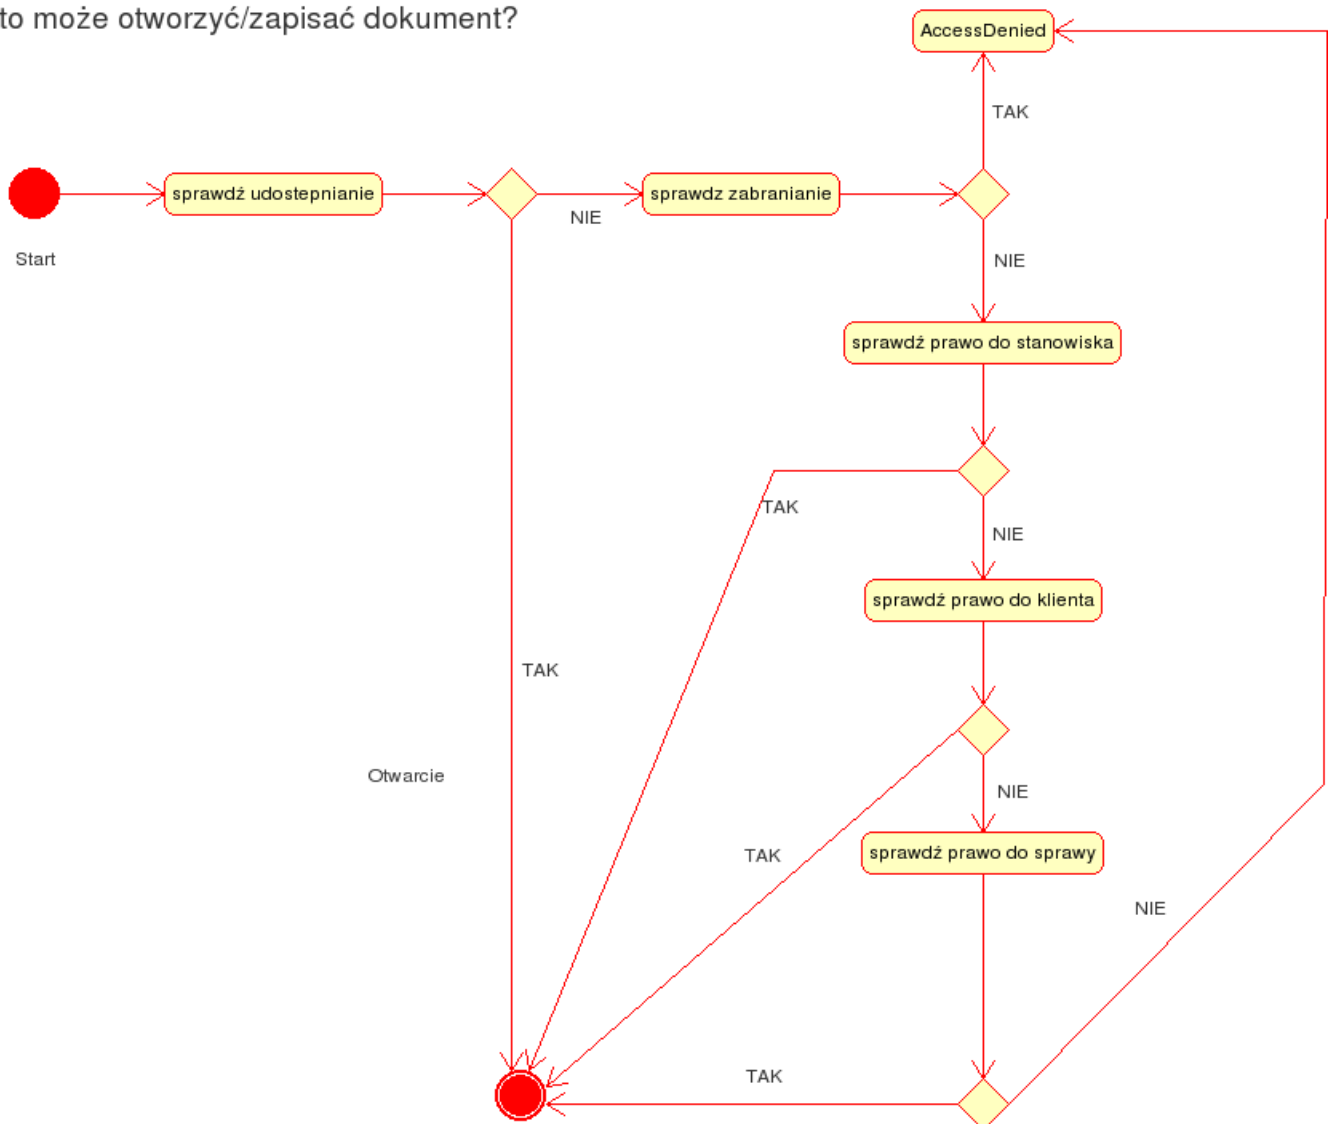 to może otworzyć/zapisać dokument?
AccessDenied
TAK
sprawdź udostepnianie
NIE
sprawdz zabranianie
Start
NIE
sprawdź prawo do stanowiska
TAK
NIE
sprawdź prawo do klienta
TAK
Otwarcie
NIE
TAK
sprawdź prawo do sprawy
NIE
TAK